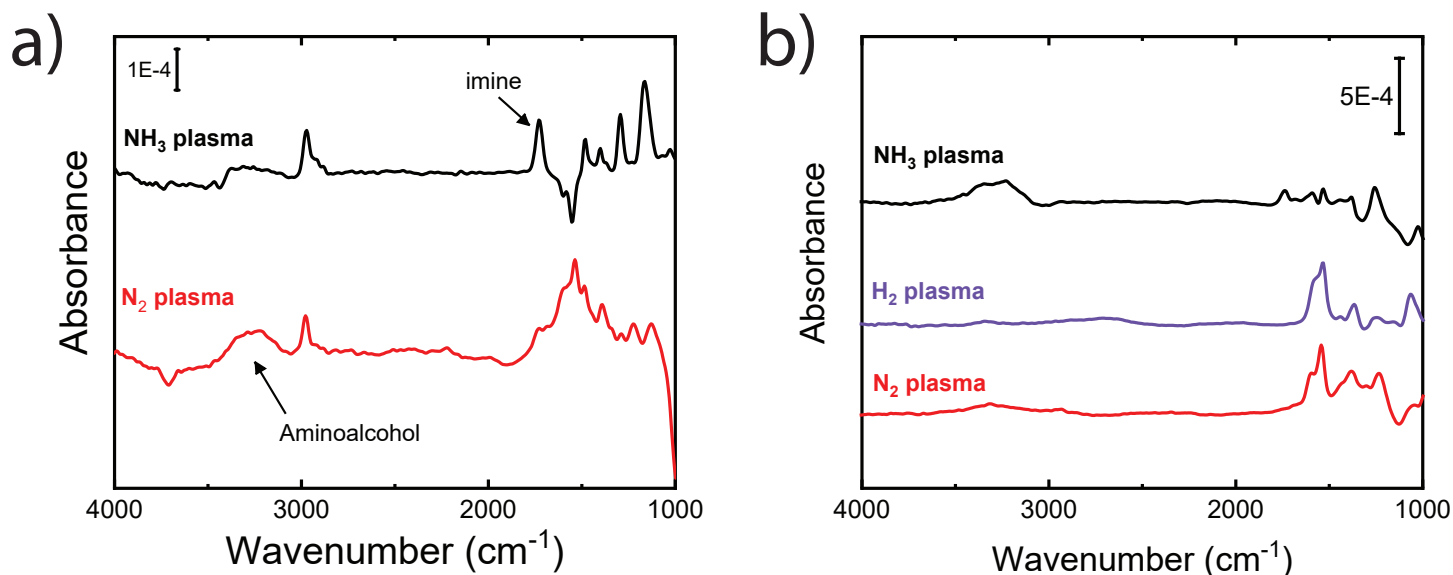 a)
1E-4
imine
NH₃ plasma
N₂ plasma
Aminoalcohol
Absorbance
4000 3000 2000 1000
Wavenumber (cm⁻¹)
b)
5E-4
NH₃ plasma
H₂ plasma
N₂ plasma
Absorbance
4000 3000 2000 1000
Wavenumber (cm⁻¹)